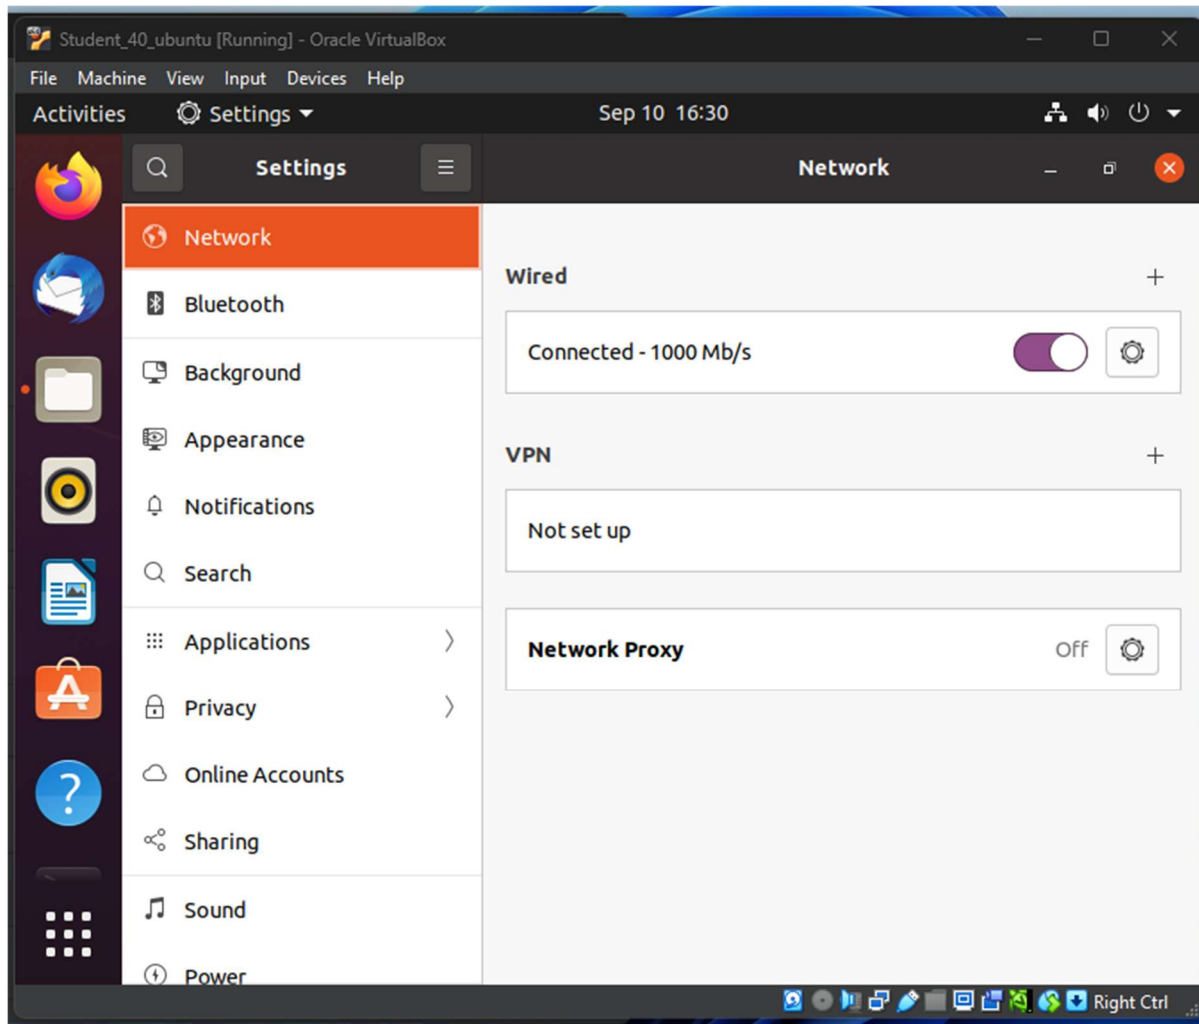 Student_40_ubuntu [Running] - Oracle VirtualBox
File Machine View Input Devices Help
Activities Settings Sep 10 16:30
Settings Network
Network
Bluetooth
Background
Appearance
Notifications
Search
Applications
Privacy
Online Accounts
Sharing
Sound
Power
Wired
Connected - 1000 Mb/s
VPN
Not set up
Network Proxy Off
Right Ctrl